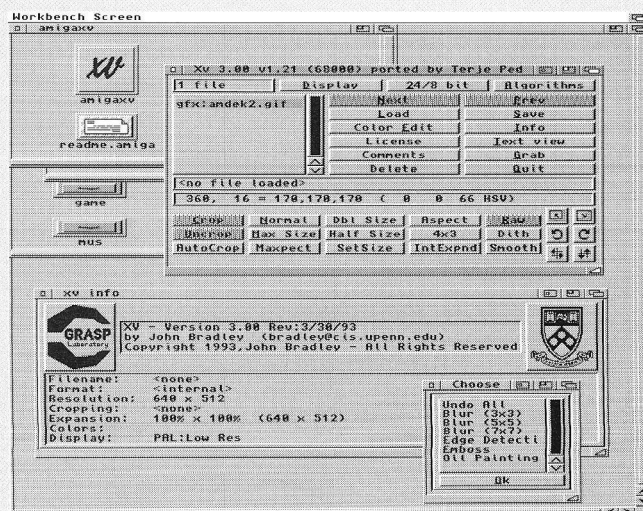 Workbench Screen
amigaxv
xv
amigaxv
readme.amiga
game
mus
Xv 3.00 v1.21 (68000) ported by Terje Ped
1 file
Display
24/8 bit
Algorithms
gfx:amdek2.gif
Next
Prev
Load
Save
Color Edit
Info
License
Text view
Comments
Grab
Delete
Quit
<no file loaded>
360, 16 = 170,170,170 ( 0 0 66 HSV)
Crop
Normal
Dbl Size
Aspect
Raw
Uncrop
Max Size
Half Size
4x3
Dith
AutoCrop
Maxpect
SetSize
IntExpnd
Smooth
xv info
GRASP
Laboratory
XV - Version 3.00 Rev:3/30/93
by John Bradley (bradley@cis.upenn.edu)
Copyright 1993,John Bradley - All Rights Reserved
Filename: <none>
Format: <internal>
Resolution: 640 x 512
Cropping: <none>
Expansion: 100% x 100% (640 x 512)
Colors:
Display: PAL:Low Res
Choose
Undo All
Blur (3x3)
Blur (5x5)
Blur (7x7)
Edge Detecti
Emboss
Oil Painting
Ok